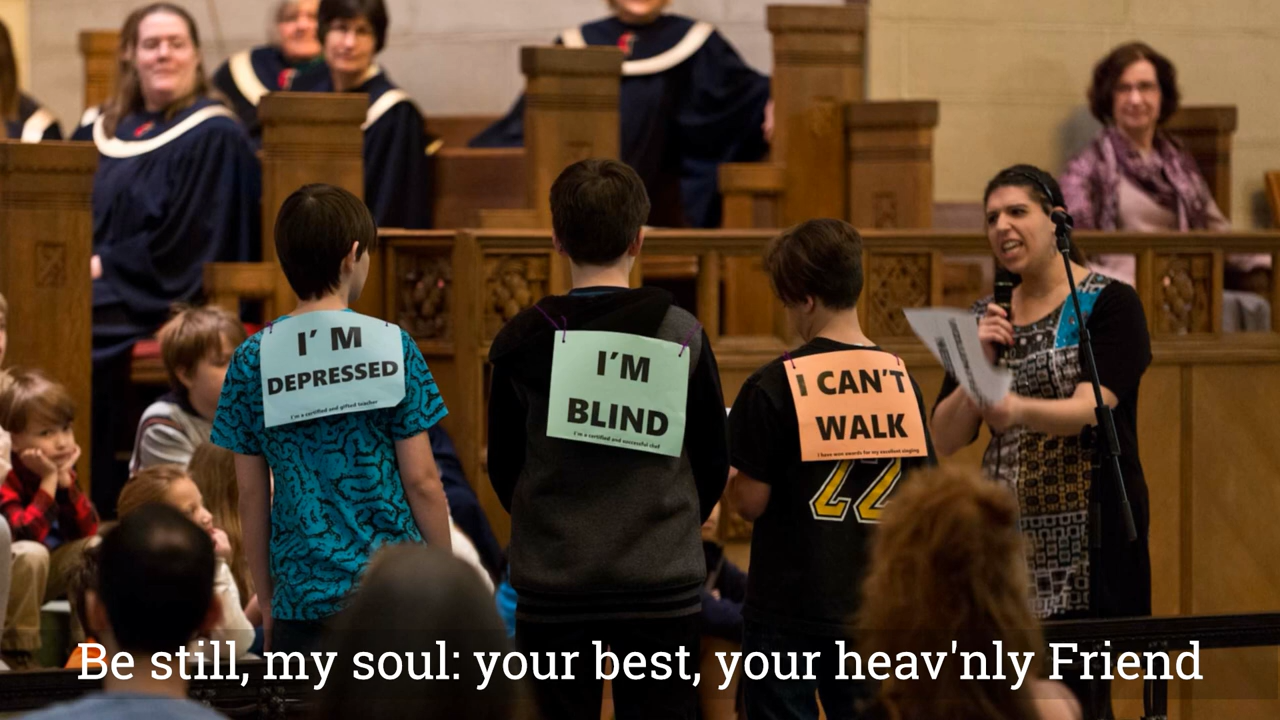 I' M
DEPRESSED
I'm a certified and gifted teacher
I'M
BLIND
I'm a certified and successful chef
I CAN'T
WALK
I have won awards for my excellent singing
22
Be still, my soul: your best, your heav'nly Friend